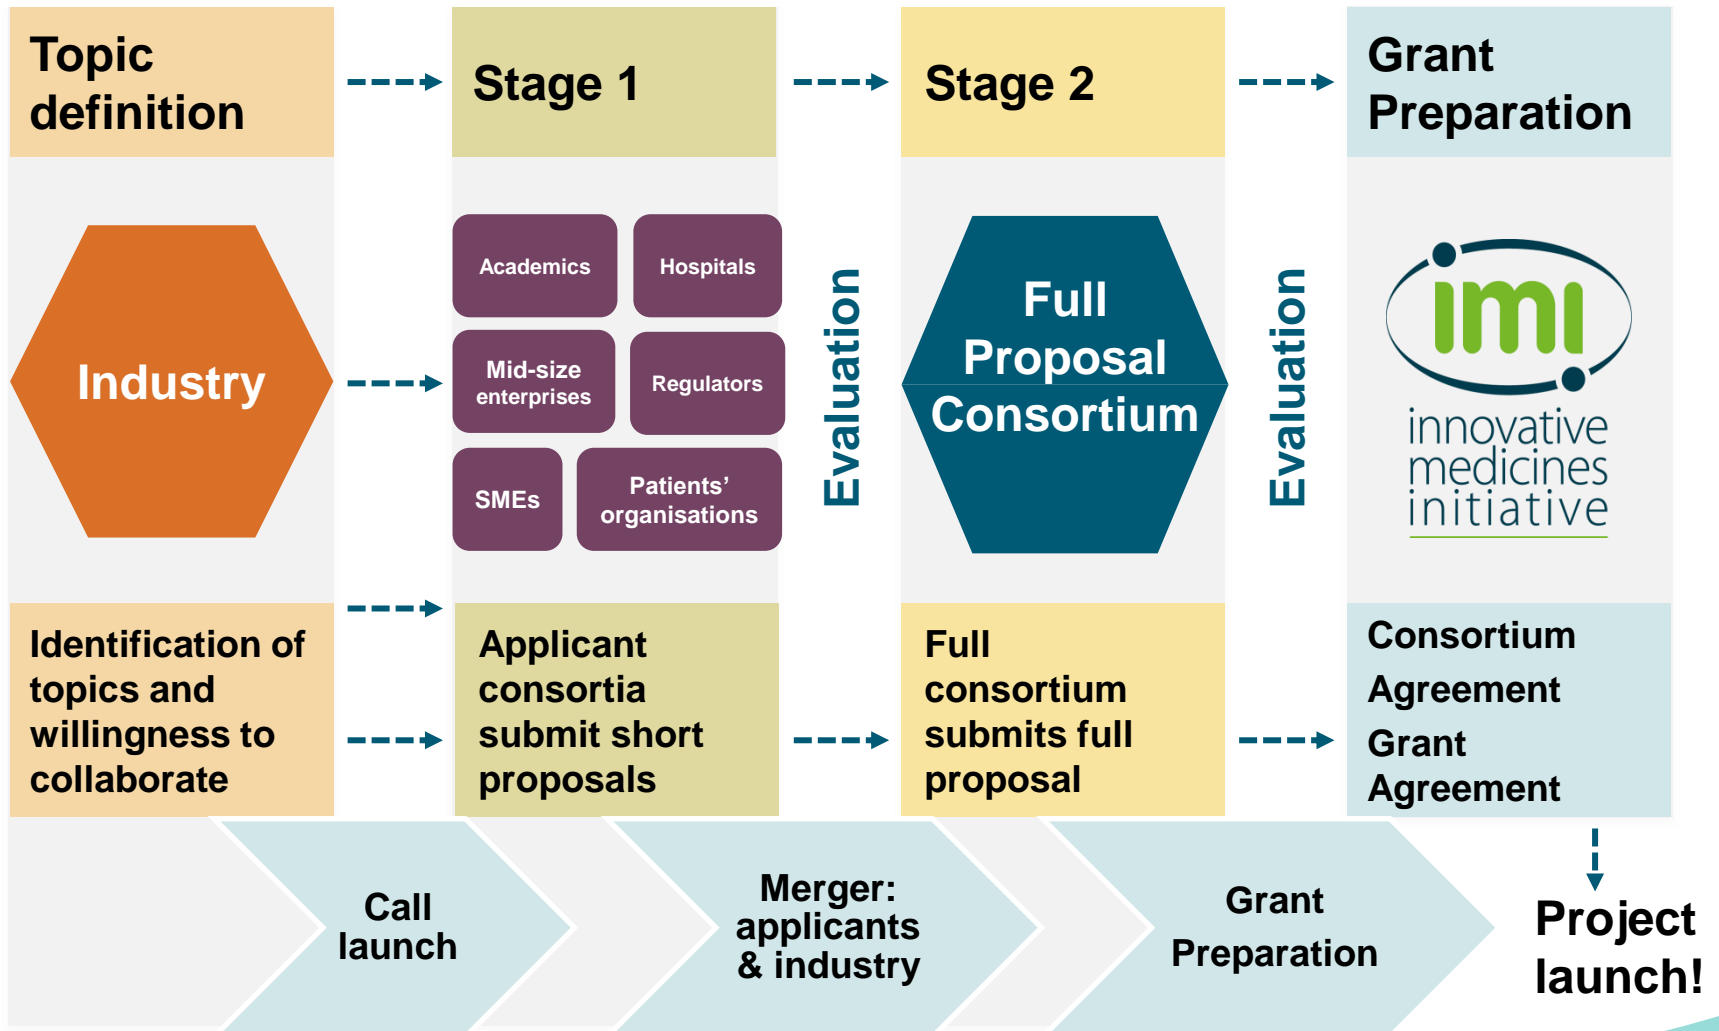 Topic
definition
Stage 1
Stage 2
Grant
Preparation
Industry
Academics
Hospitals
Mid-size
enterprises
Regulators
SMEs
Patients’
organisations
Evaluation
Full
Proposal
Consortium
Evaluation
imi
innovative
medicines
initiative
Identification of
topics and
willingness to
collaborate
Applicant
consortia
submit short
proposals
Full
consortium
submits full
proposal
Consortium
Agreement
Grant
Agreement
Call
launch
Merger:
applicants
& industry
Grant
Preparation
Project
launch!